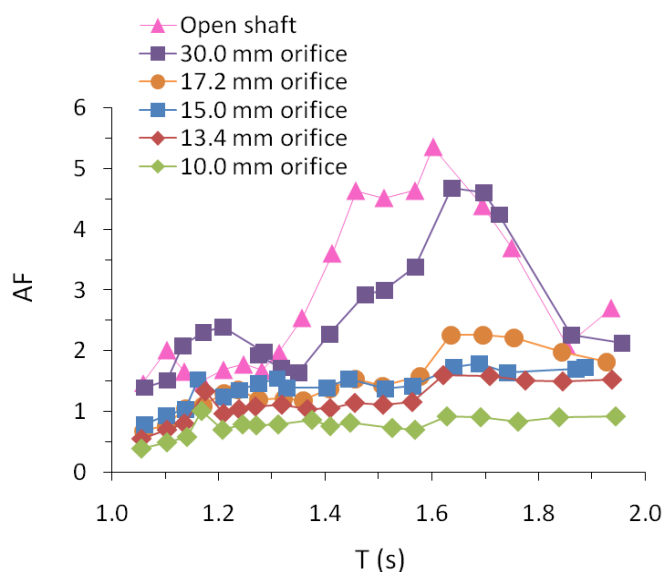 Open shaft
30.0 mm orifice
17.2 mm orifice
15.0 mm orifice
13.4 mm orifice
10.0 mm orifice
6
5
4
3
2
1
0
AF
1.0 1.2 1.4 1.6 1.8 2.0
T (s)